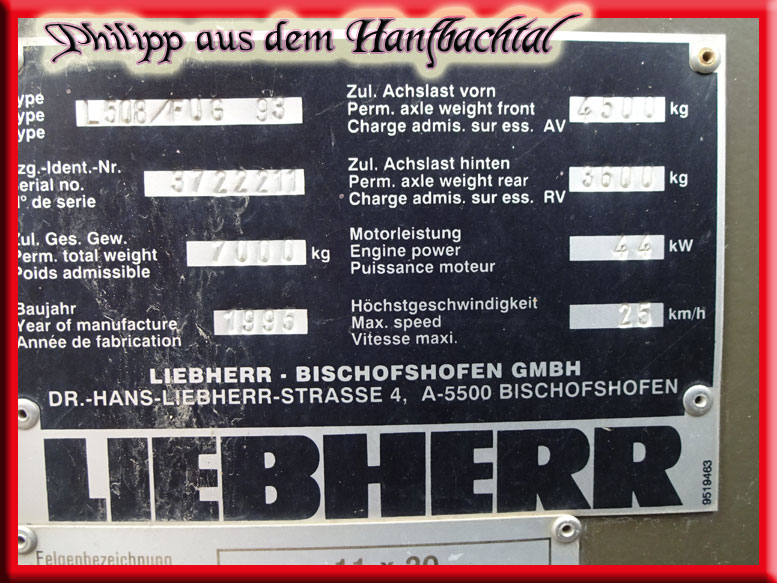 Philipp aus dem Hanfbachtal
ype
ype
ype
L508/FUG 93
Zul. Achslast vorn
Perm. axle weight front
Charge admis. sur ess. AV
4500 kg
zg.-Ident.-Nr.
erial no.
º de serie
3722211
Zul. Achslast hinten
Perm. axle weight rear
Charge admis. sur ess. RV
3600 kg
Zul. Ges. Gew.
Perm. total weight
Poids admissible
7000 kg
Motorleistung
Engine power
Puissance moteur
44 kW
Baujahr
Year of manufacture
Année de fabrication
1995
Höchstgeschwindigkeit
Max. speed
Vitesse maxi.
25 km/h
LIEBHERR - BISCHOFSHOFEN GMBH
DR.-HANS-LIEBHERR-STRASSE 4, A-5500 BISCHOFSHOFEN
LIEBHERR
9519463
Felgenbezeichnung
11 x 20